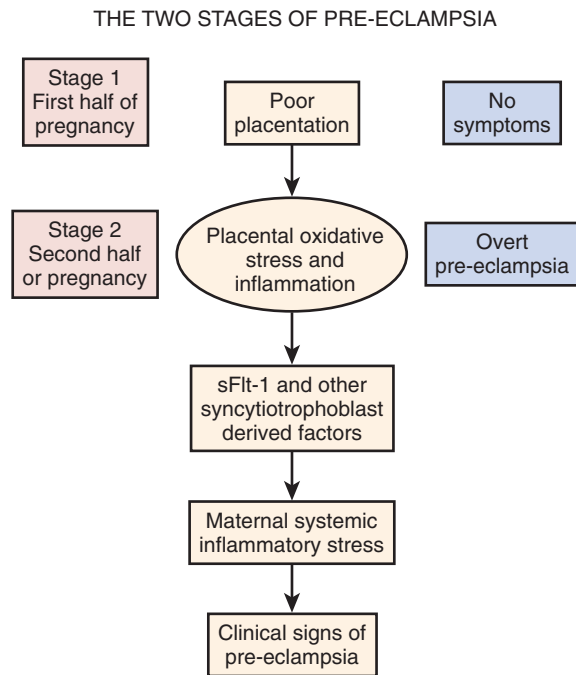 THE TWO STAGES OF PRE-ECLAMPSIA
Stage 1
First half of
pregnancy
Poor
placentation
No
symptoms
Stage 2
Second half
or pregnancy
Placental oxidative
stress and
inflammation
Overt
pre-eclampsia
sFlt-1 and other
syncytiotrophoblast
derived factors
Maternal systemic
inflammatory stress
Clinical signs of
pre-eclampsia